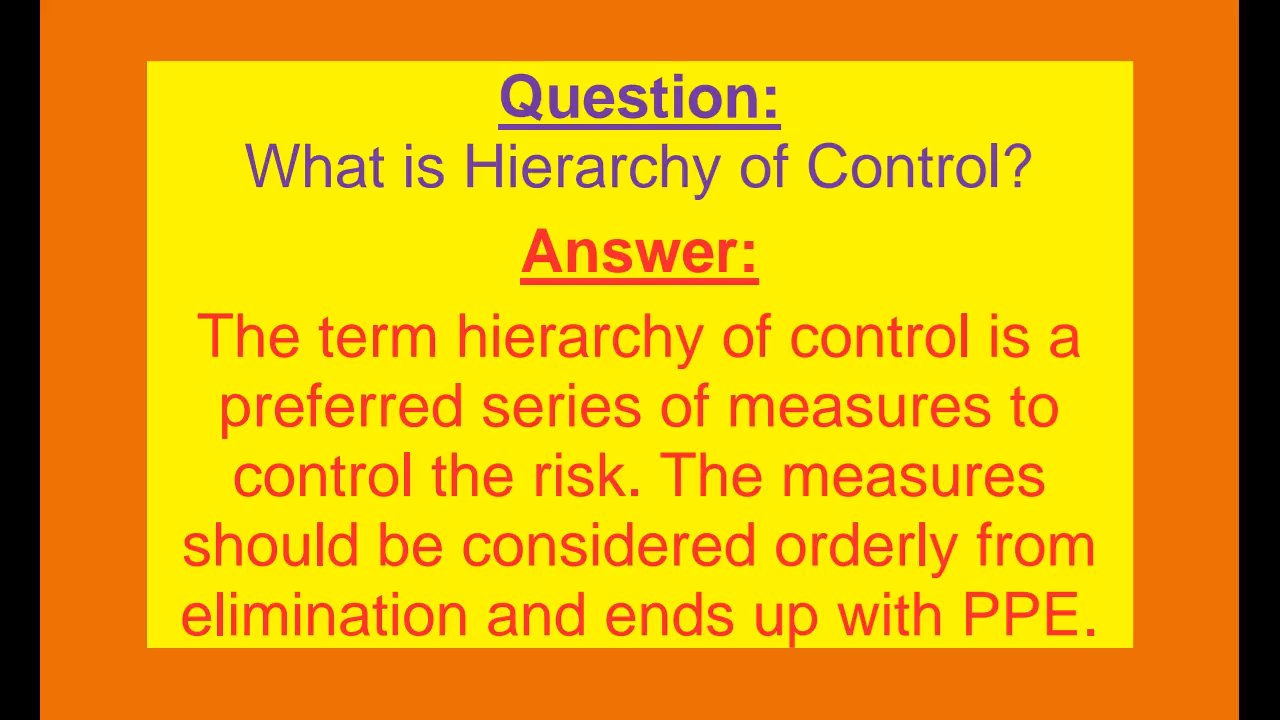 Question:
What is Hierarchy of Control?
Answer:
The term hierarchy of control is a
preferred series of measures to
control the risk. The measures
should be considered orderly from
elimination and ends up with PPE.